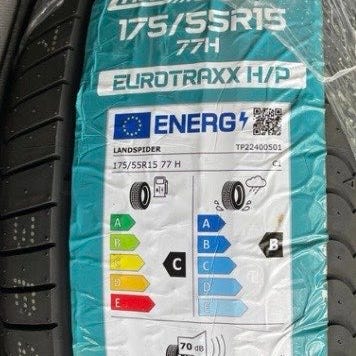 175/55R15
77H
EUROTRAXX H/P
ENERG
LANDSPIDER TP22400501
175/55R15 77 H C1
A
B
C
D
E
C
A
B
C
D
E
B
70 dB